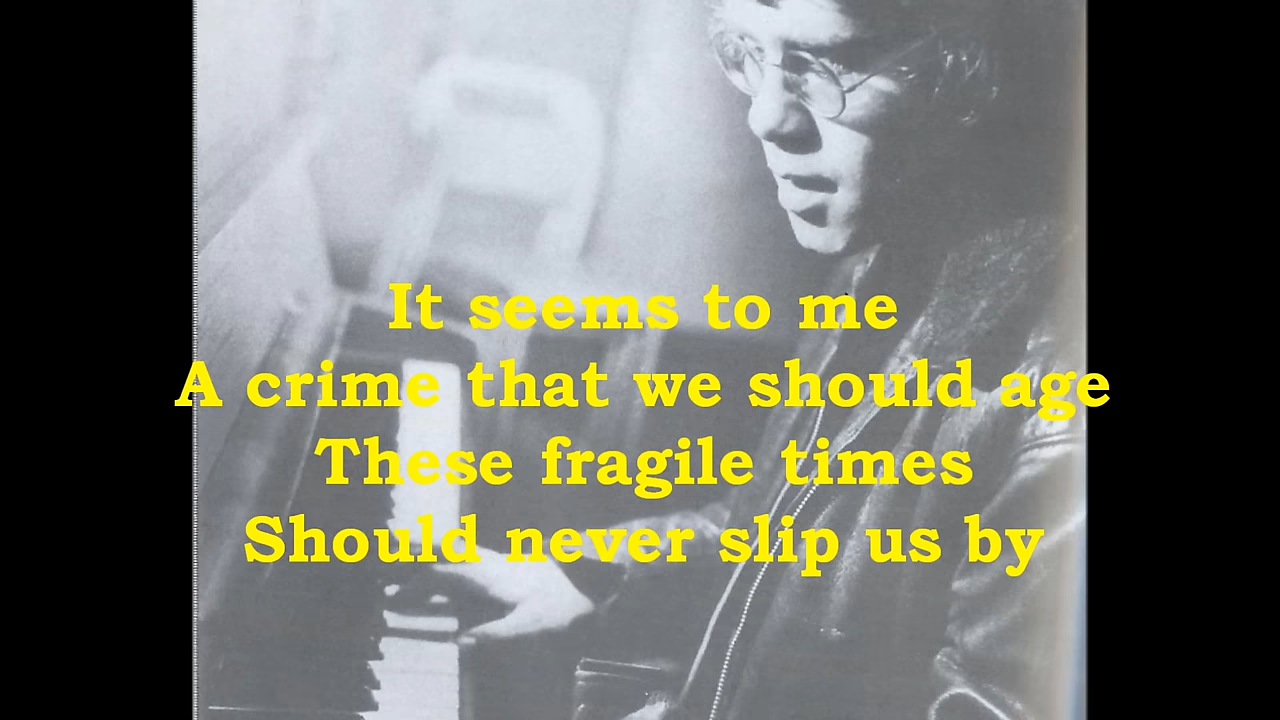 It seems to me
A crime that we should age
These fragile times
Should never slip us by